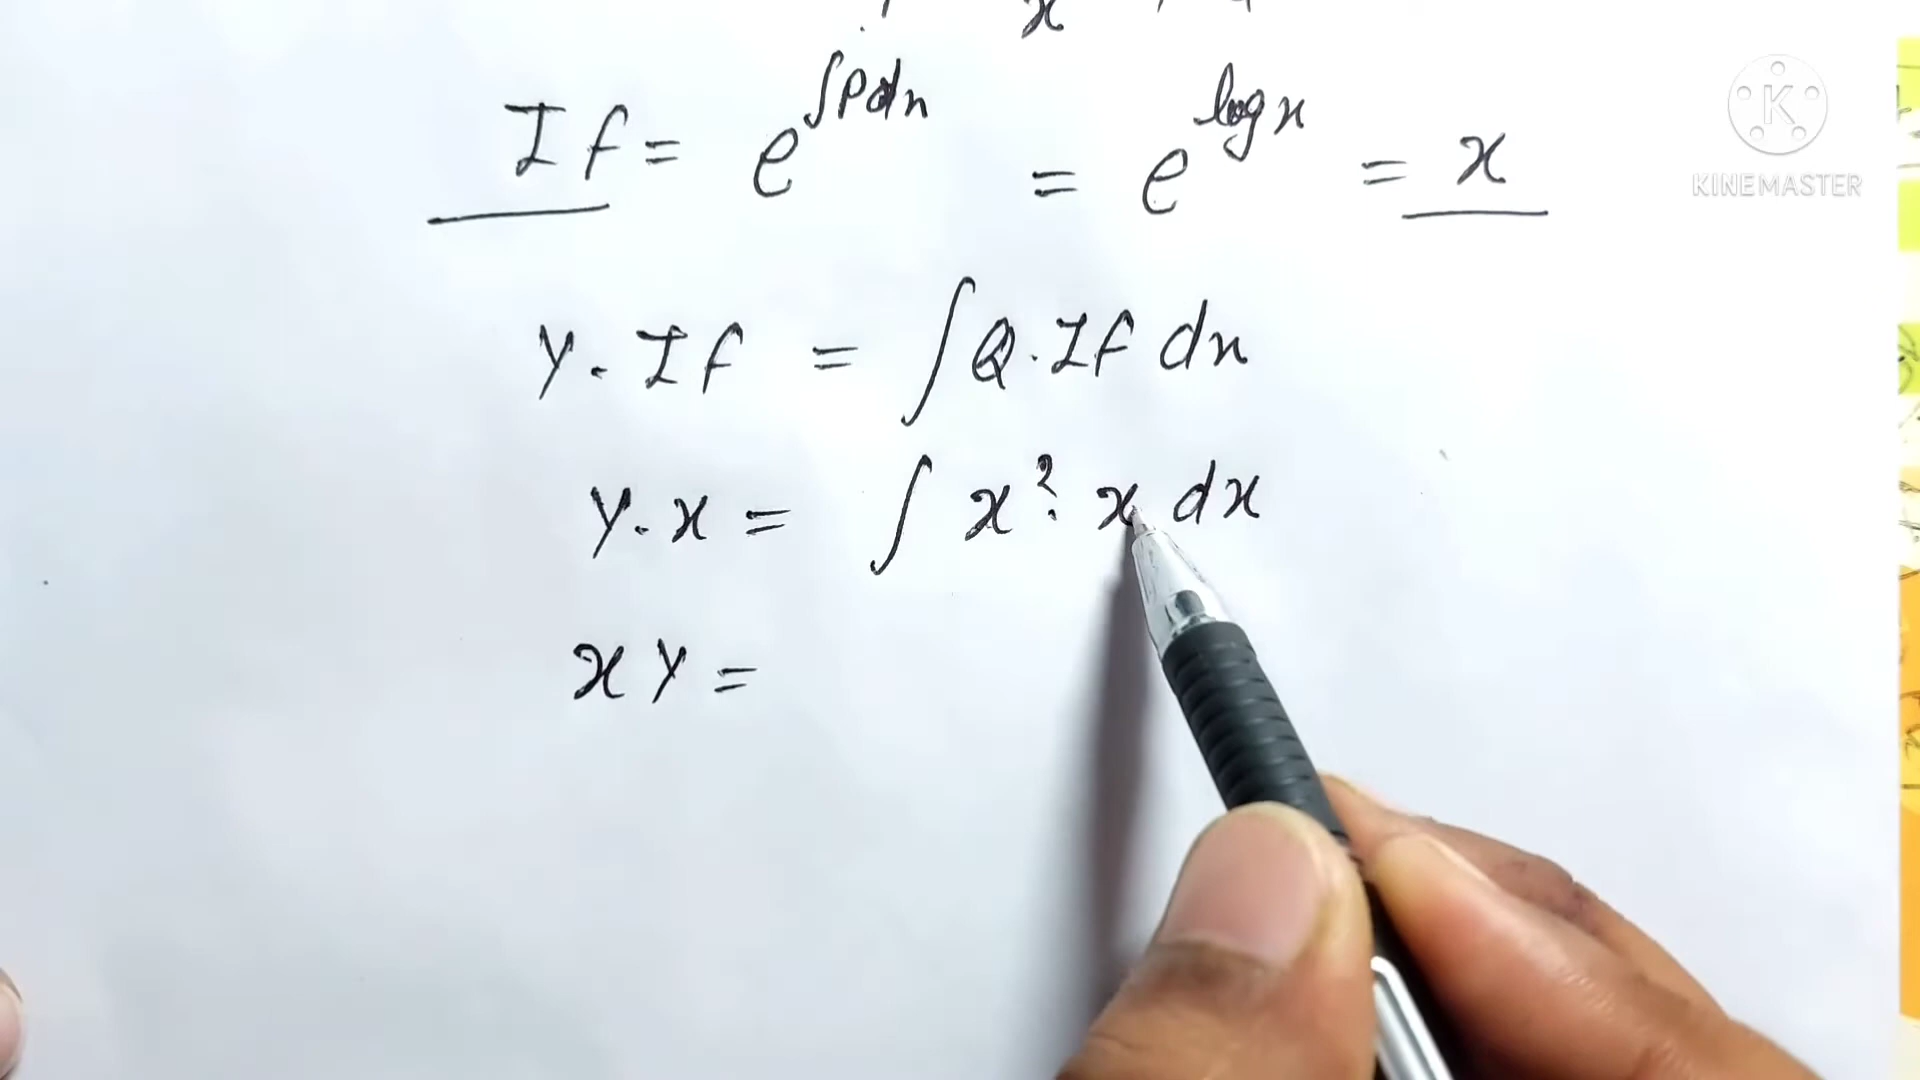 If = e^∫Pdx = e^log x = x
y. If = ∫Q.If dx
y.x = ∫ x². x dx
xy =
KINEMASTER